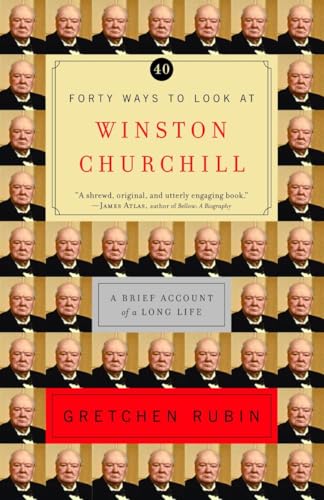 40
FORTY WAYS TO LOOK AT
WINSTON
CHURCHILL
"A shrewd, original, and utterly engaging book."
—James Atlas, author of Bellow: A Biography
A BRIEF ACCOUNT
of a LONG LIFE
GRETCHEN RUBIN